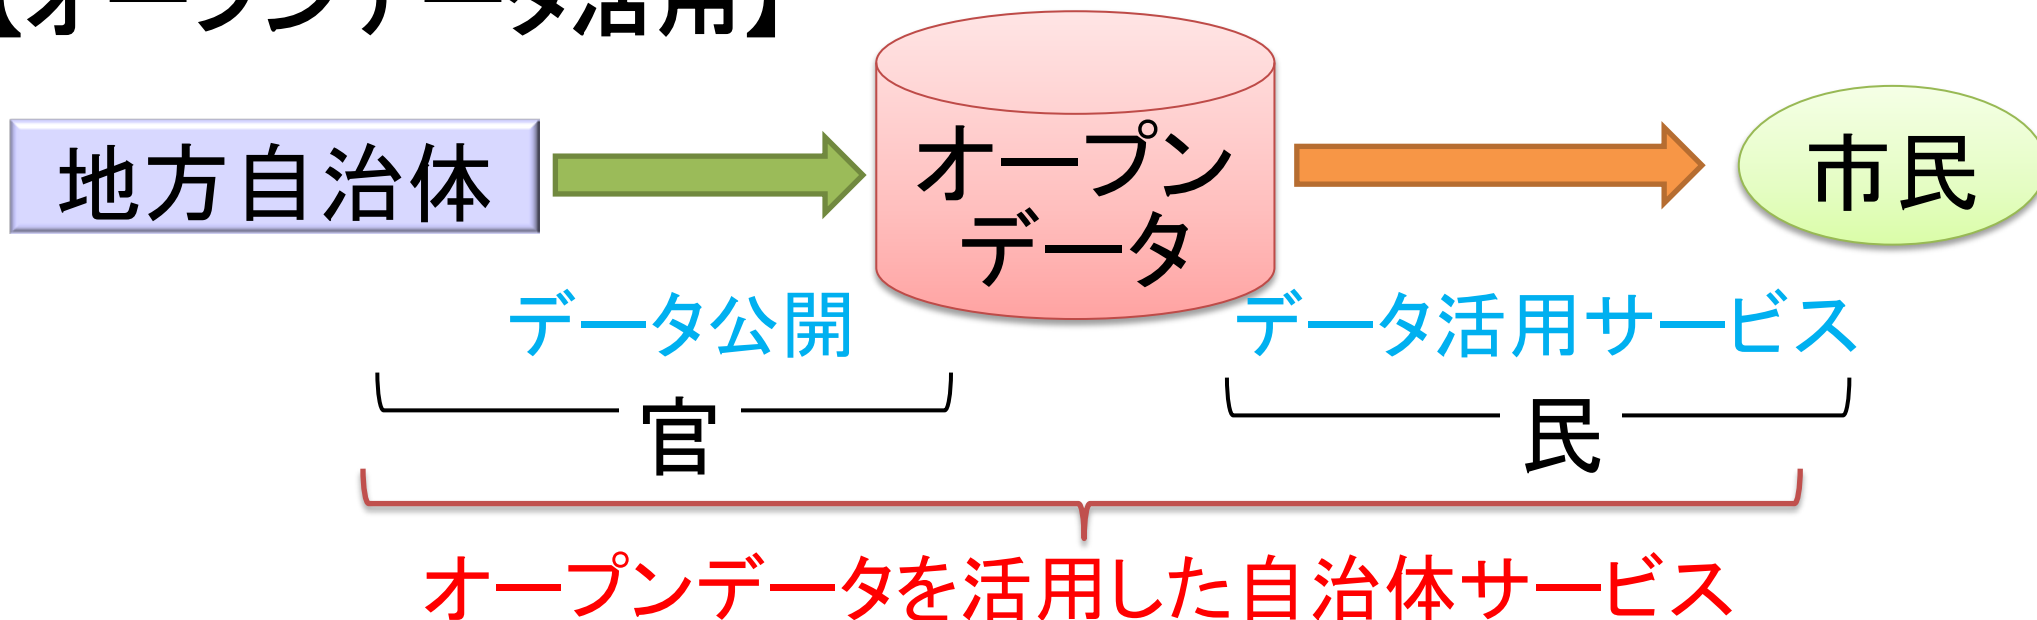 【オープンデータ活用】
地方自治体
オープン
データ
市民
データ公開
データ活用サービス
官
民
オープンデータを活用した自治体サービス